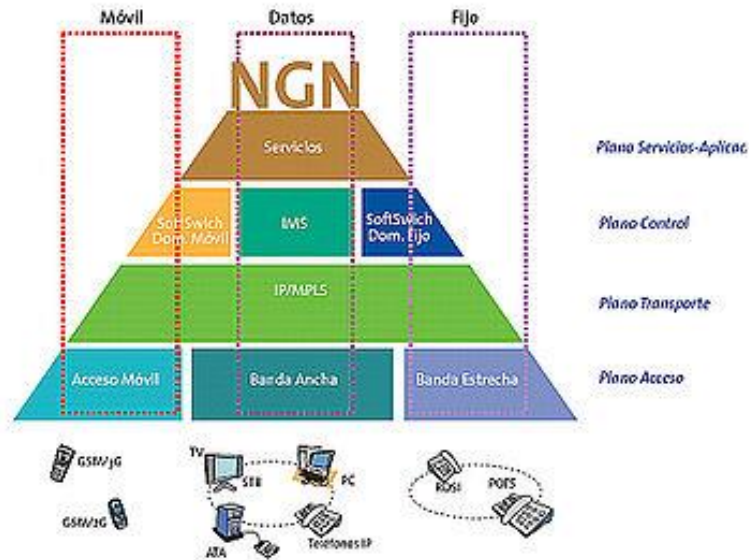 Móvil Datos Fijo
NGN
Servicios
Plano Servicios-Aplicac.
SoftSwich
Dom. Móvil
IMS
SoftSwich
Dom. Fijo
Plano Control
IP/MPLS
Plano Transporte
Acceso Móvil
Banda Ancha
Banda Estrecha
Plano Acceso
GSM/3G
TV
STB
PC
RDSI
POTS
GSM/2G
ATA
Teléfonos IP